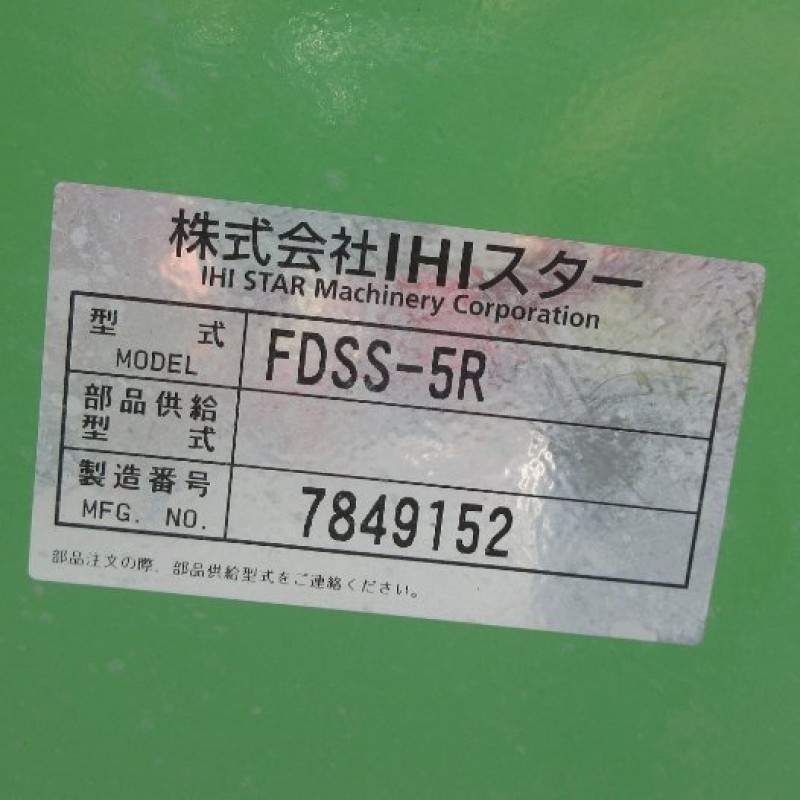 株式会社IHIスター
IHI STAR Machinery Corporation
型式 FDSS-5R
MODEL
部品供給
型式
製造番号 7849152
MFG. NO.
部品注文の際、部品供給型式をご連絡ください。